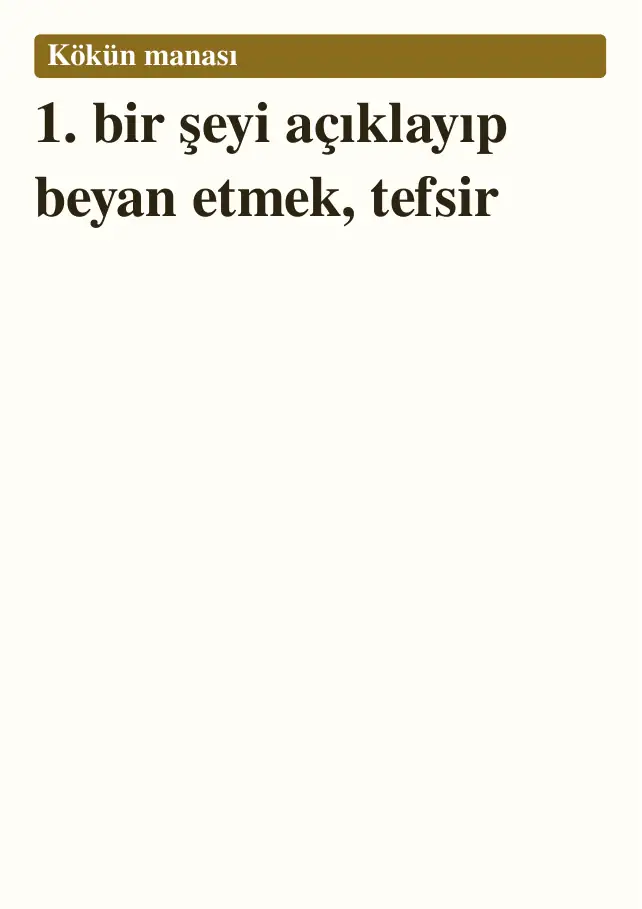 Kökün manası
1. bir şeyi açıklayıp
beyan etmek, tefsir